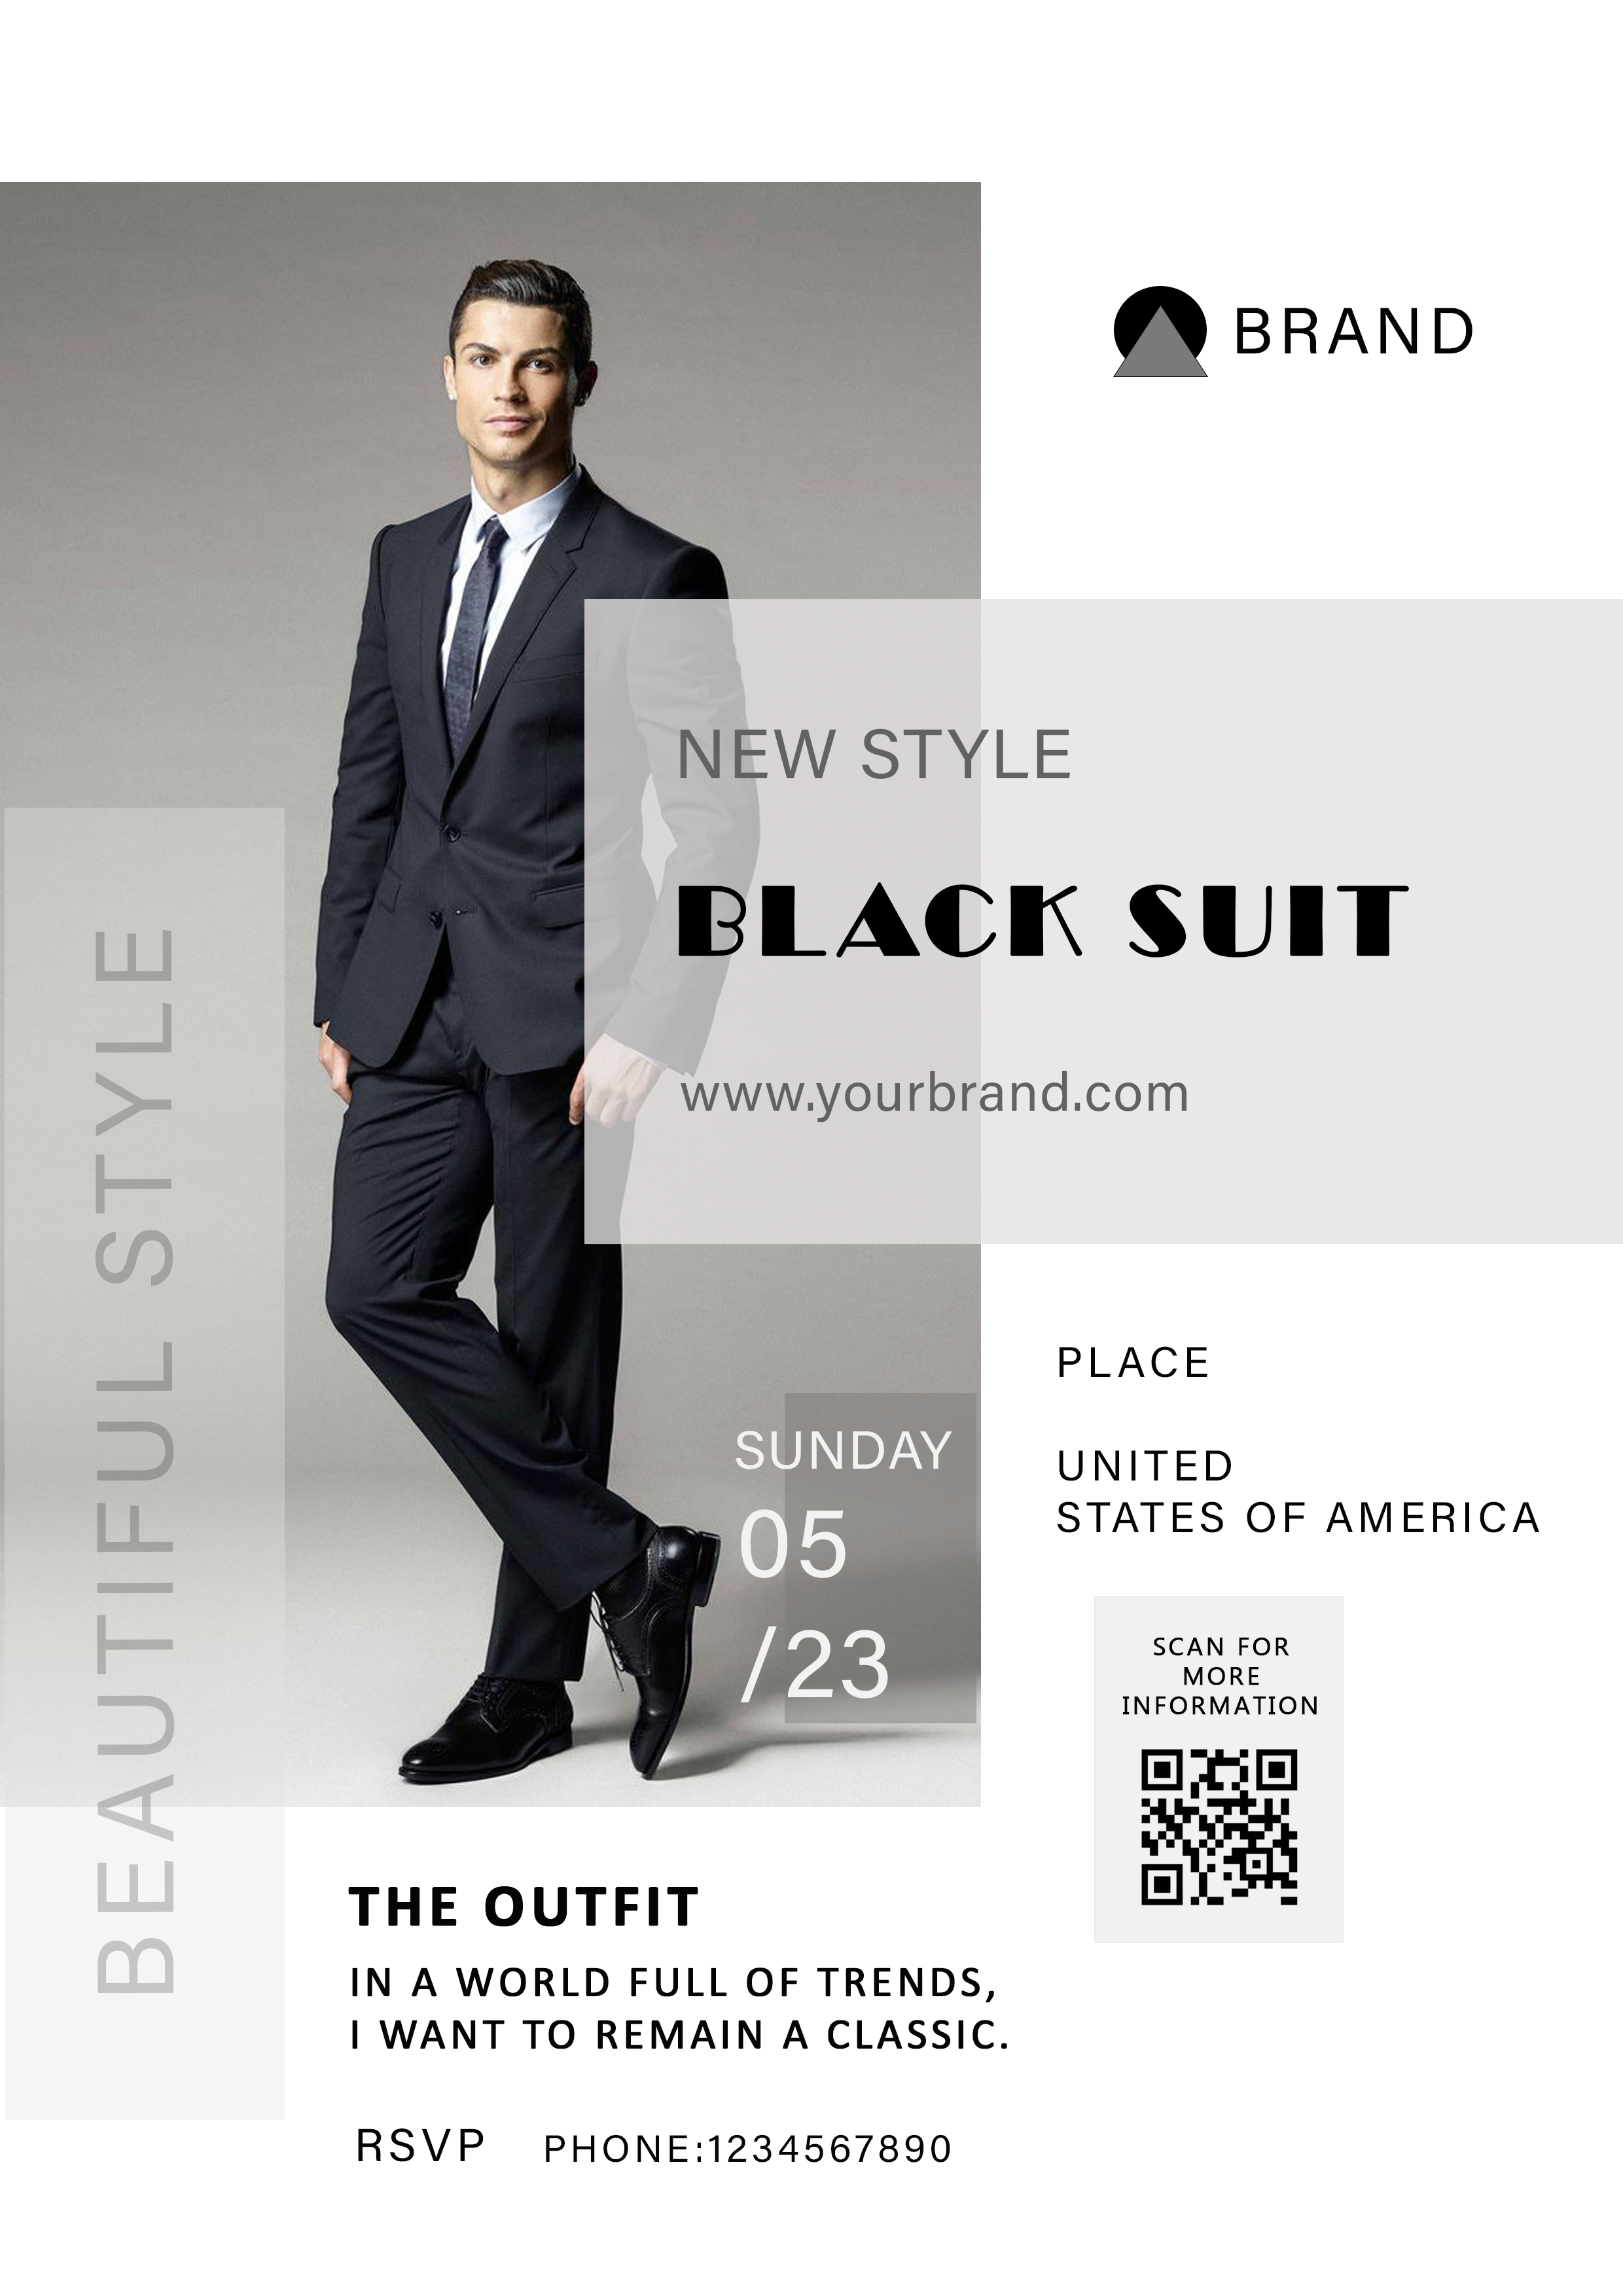 BRAND
NEW STYLE
BLACK SUIT
www.yourbrand.com
BEAUTIFUL STYLE
SUNDAY
05
/23
PLACE
UNITED
STATES OF AMERICA
SCAN FOR
MORE
INFORMATION
THE OUTFIT
IN A WORLD FULL OF TRENDS,
I WANT TO REMAIN A CLASSIC.
RSVP PHONE:1234567890